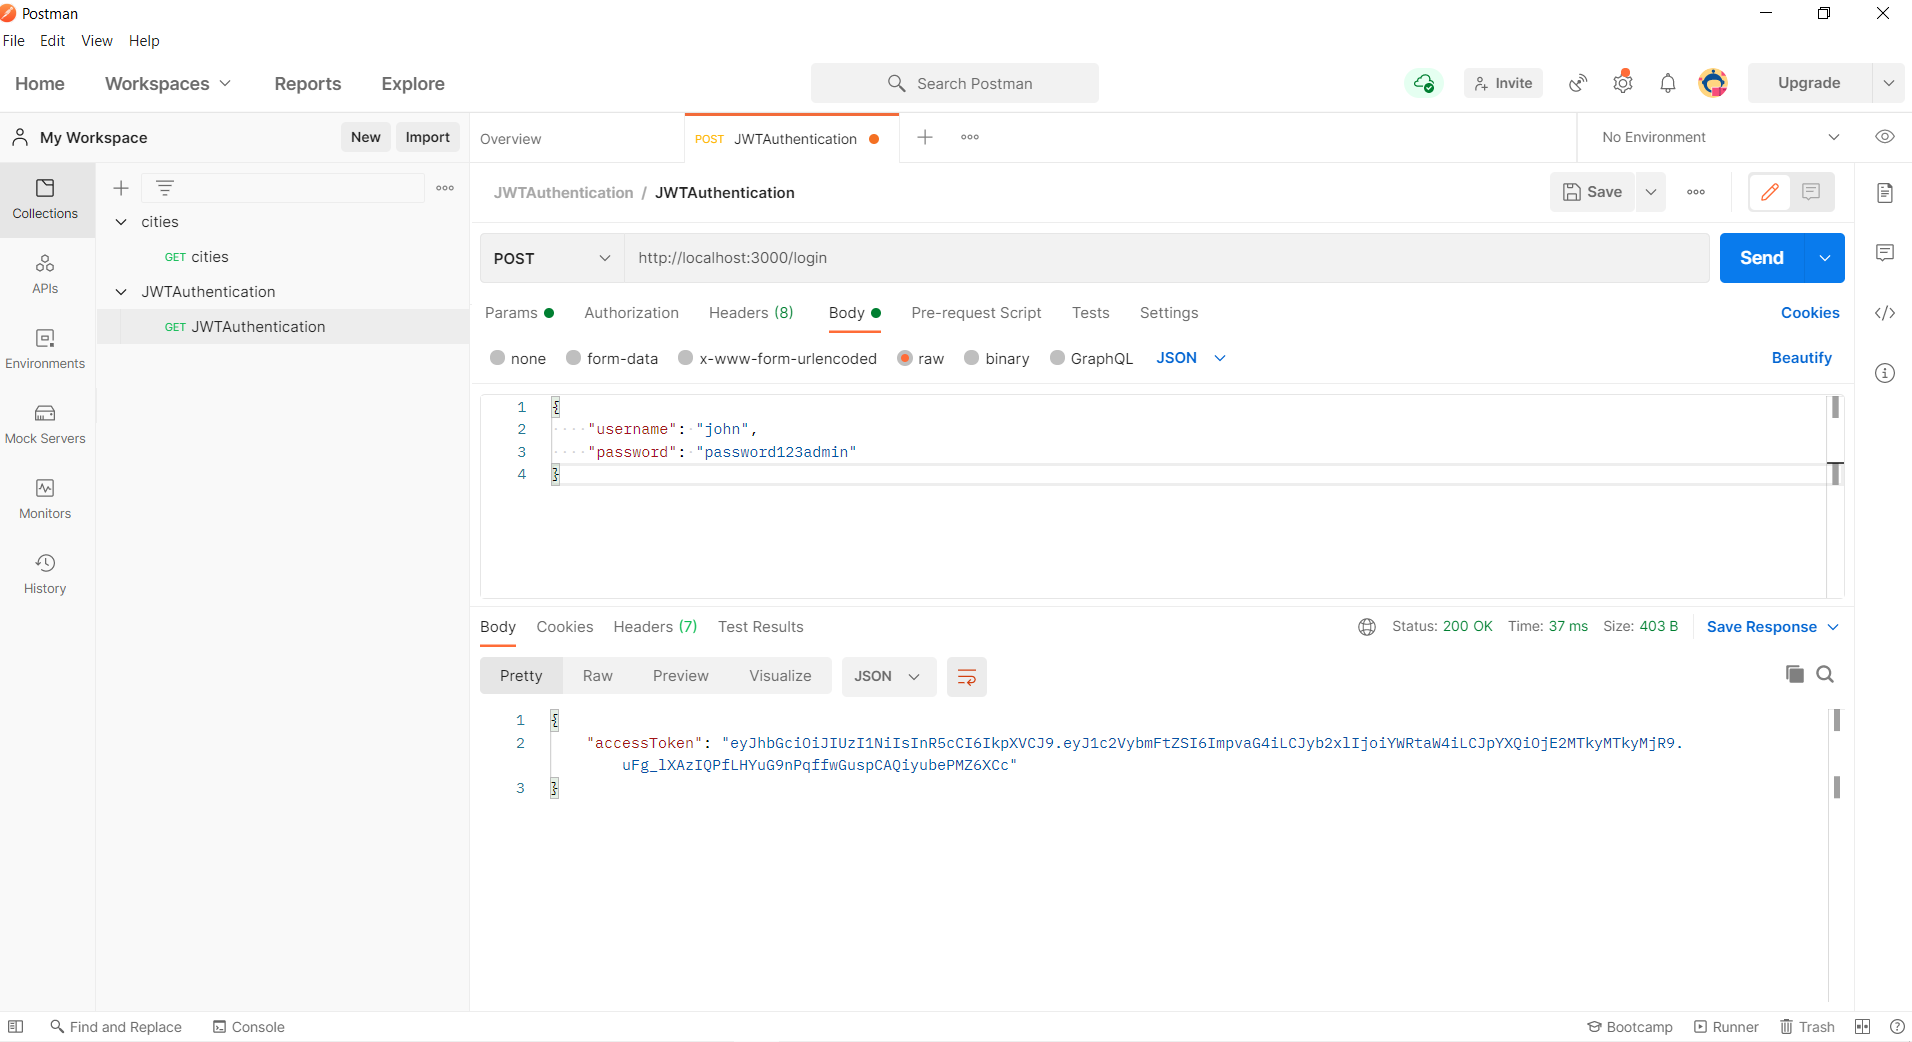 Postman
File Edit View Help
Home Workspaces Reports Explore
Search Postman
Invite
Upgrade
My Workspace
New Import
Overview
POST JWTAuthentication
No Environment
Collections
APIs
Environments
Mock Servers
Monitors
History
cities
GET cities
JWTAuthentication
GET JWTAuthentication
JWTAuthentication / JWTAuthentication
Save
POST
http://localhost:3000/login
Send
Params Authorization Headers (8) Body Pre-request Script Tests Settings
Cookies
none form-data x-www-form-urlencoded raw binary GraphQL JSON
Beautify
1 {
2 "username": "john",
3 "password": "password123admin"
4 }
Body Cookies Headers (7) Test Results
Status: 200 OK Time: 37 ms Size: 403 B
Save Response
Pretty Raw Preview Visualize
JSON
1 {
2 "accessToken": "eyJhbGciOiJIUzI1NiIsInR5cCI6IkpXVCJ9.eyJ1c2VybmFtZSI6ImpvaG4iLCJyb2xlIjoiYWRtaW4iLCJpYXQiOjE2MTkyMTkyMjR9.
uFg_lXAzIQPfLHYuG9nPqffwGuspCAQiyubePMZ6XCc"
3 }
Find and Replace
Console
Bootcamp
Runner
Trash